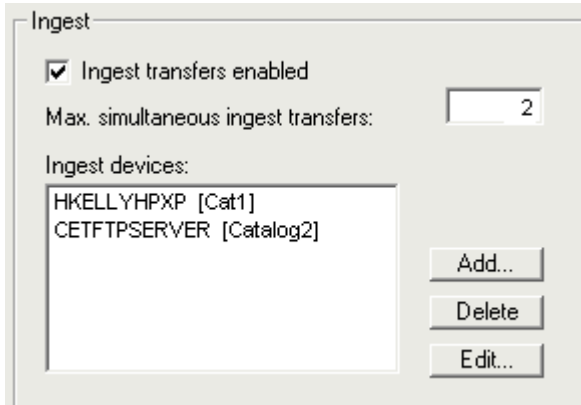 Ingest
Ingest transfers enabled
Max. simultaneous ingest transfers:
2
Ingest devices:
HKELLYHPXP [Cat1]
CETFTPSERVER [Catalog2]
Add...
Delete
Edit...